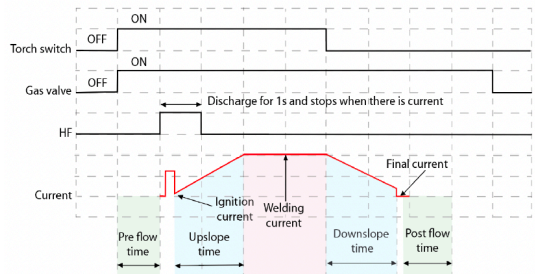 ON
OFF
Torch switch
ON
OFF
Gas valve
Discharge for 1s and stops when there is current
HF
Final current
Current
Ignition
current
Welding
current
Pre flow
time
Upslope
time
Downslope
time
Post flow
time